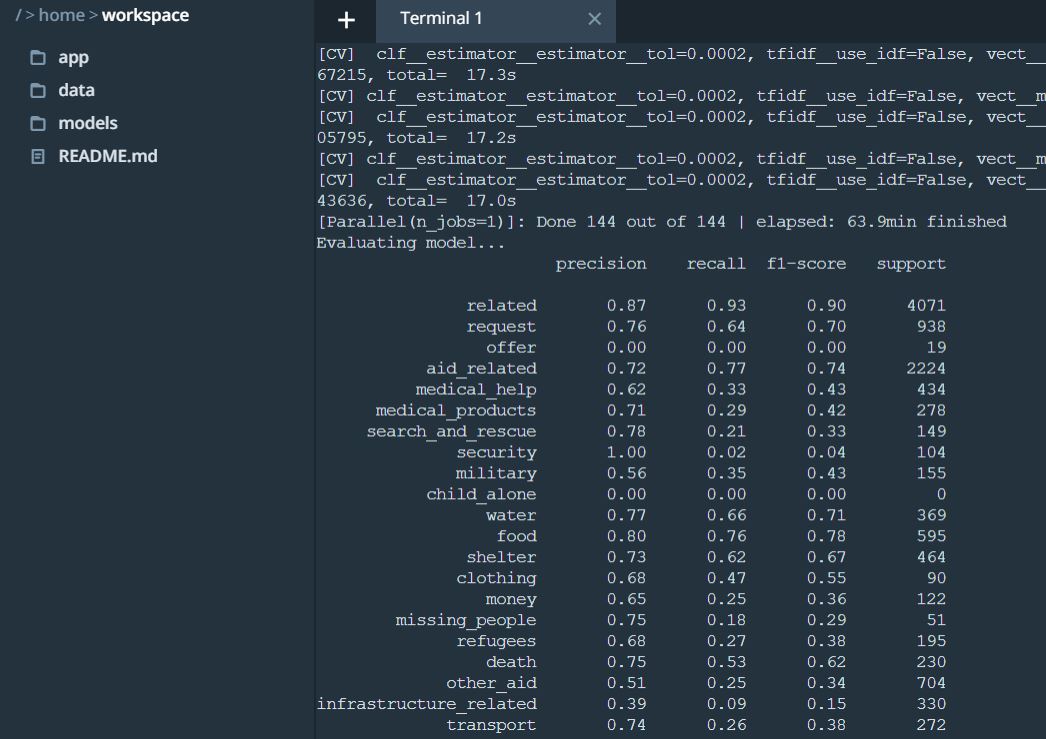 / > home > workspace
app
data
models
README.md
+ Terminal 1 ×
[CV]  clf__estimator__estimator__tol=0.0002, tfidf__use_idf=False, vect__
67215, total=  17.3s
[CV] clf__estimator__estimator__tol=0.0002, tfidf__use_idf=False, vect__m
[CV]  clf__estimator__estimator__tol=0.0002, tfidf__use_idf=False, vect__
05795, total=  17.2s
[CV] clf__estimator__estimator__tol=0.0002, tfidf__use_idf=False, vect__m
[CV]  clf__estimator__estimator__tol=0.0002, tfidf__use_idf=False, vect__
43636, total=  17.0s
[Parallel(n_jobs=1)]: Done 144 out of 144 | elapsed: 63.9min finished
Evaluating model...
precision recall f1-score support
related 0.87 0.93 0.90 4071
request 0.76 0.64 0.70 938
offer 0.00 0.00 0.00 19
aid_related 0.72 0.77 0.74 2224
medical_help 0.62 0.33 0.43 434
medical_products 0.71 0.29 0.42 278
search_and_rescue 0.78 0.21 0.33 149
security 1.00 0.02 0.04 104
military 0.56 0.35 0.43 155
child_alone 0.00 0.00 0.00 0
water 0.77 0.66 0.71 369
food 0.80 0.76 0.78 595
shelter 0.73 0.62 0.67 464
clothing 0.68 0.47 0.55 90
money 0.65 0.25 0.36 122
missing_people 0.75 0.18 0.29 51
refugees 0.68 0.27 0.38 195
death 0.75 0.53 0.62 230
other_aid 0.51 0.25 0.34 704
infrastructure_related 0.39 0.09 0.15 330
transport 0.74 0.26 0.38 272